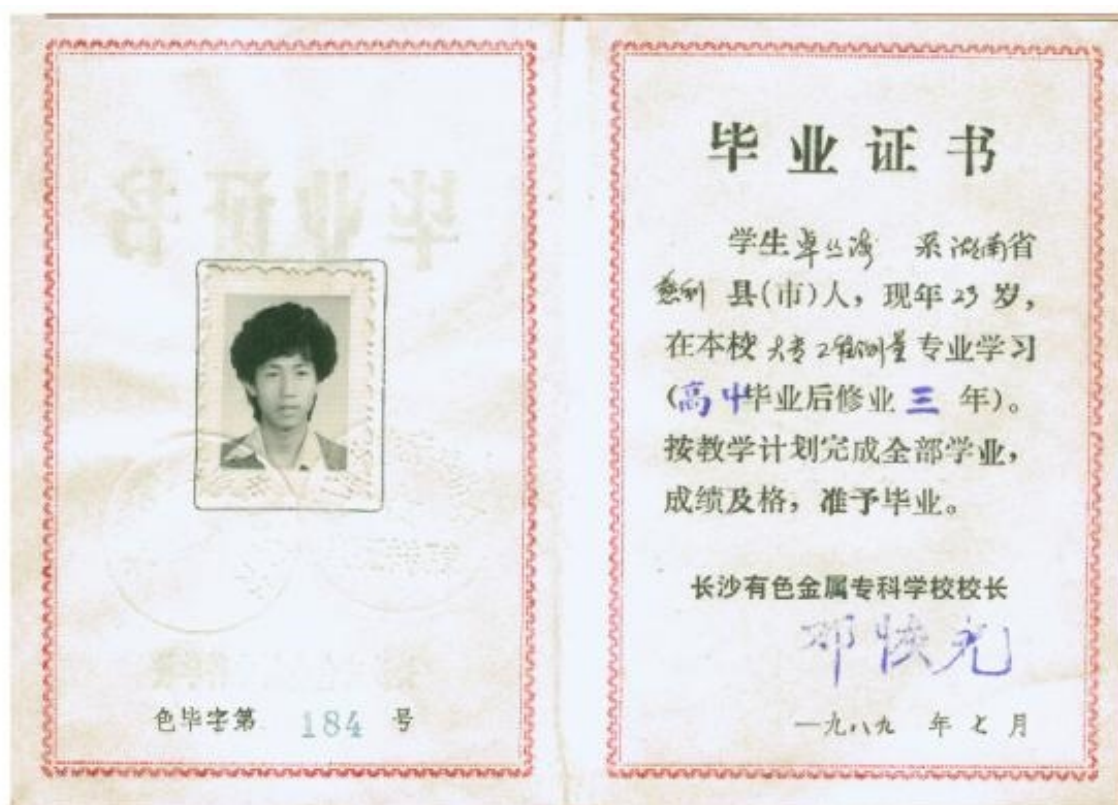 色毕字第 184 号
毕业证书
学生卓 海 系湖南省
慈利 县(市)人，现年23岁，
在本校大专工程测量专业学习
(高中毕业后修业三 年)。
按教学计划完成全部学业，
成绩及格，准予毕业。
长沙有色金属专科学校校长
邓
一九八九 年七月